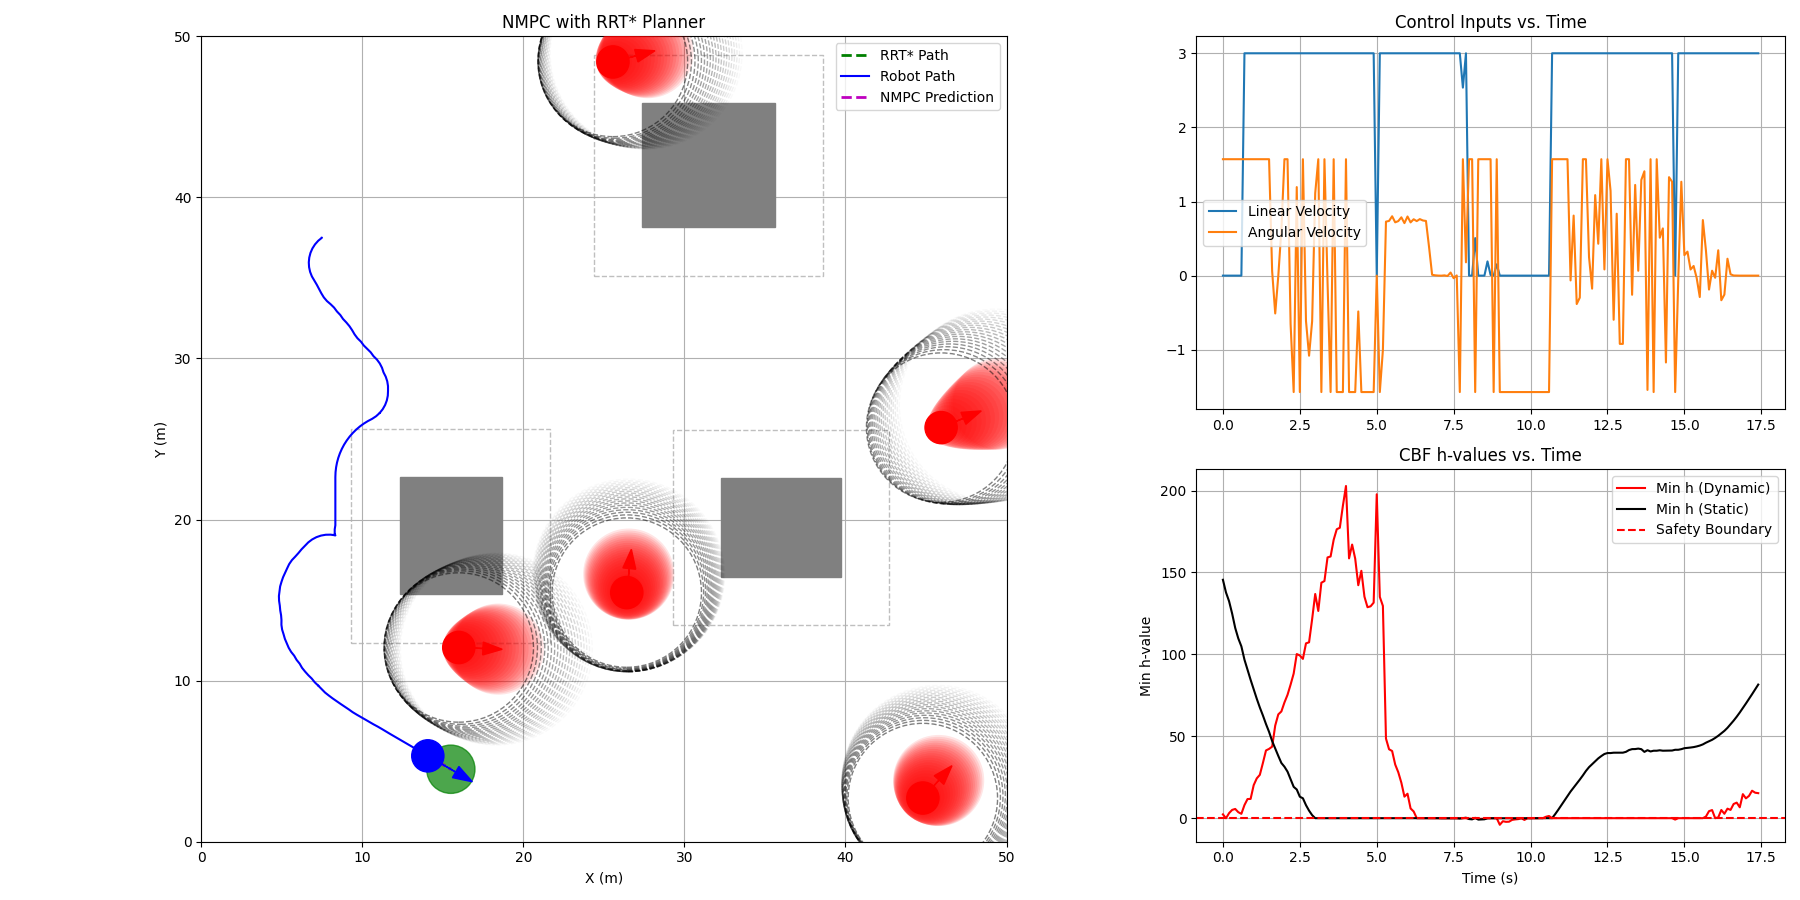 NMPC with RRT* Planner
RRT* Path
Robot Path
NMPC Prediction
50
40
30
20
10
0
Y (m)
0 10 20 30 40 50
X (m)
Control Inputs vs. Time
3
2
1
0
−1
Linear Velocity
Angular Velocity
0.0 2.5 5.0 7.5 10.0 12.5 15.0 17.5
CBF h-values vs. Time
Min h (Dynamic)
Min h (Static)
Safety Boundary
200
150
100
50
0
Min h-value
0.0 2.5 5.0 7.5 10.0 12.5 15.0 17.5
Time (s)